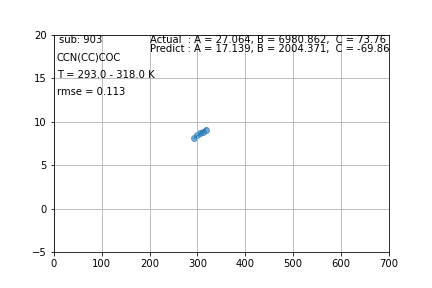 sub: 903
Actual : A = 27.064, B = 6980.862, C = 73.76
Predict : A = 17.139, B = 2004.371, C = -69.86
CCN(CC)COC
T = 293.0 - 318.0 K
rmse = 0.113
20
15
10
5
0
−5
0 100 200 300 400 500 600 700